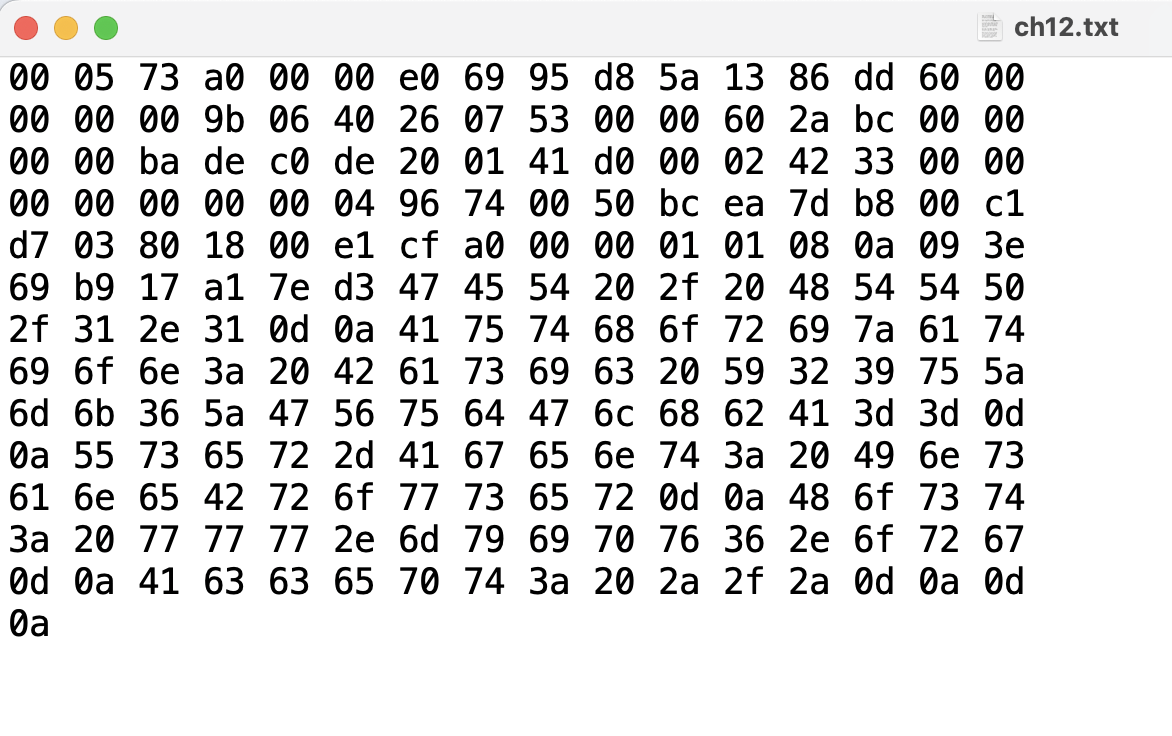 ch12.txt
00 05 73 a0 00 00 e0 69 95 d8 5a 13 86 dd 60 00
00 00 00 9b 06 40 26 07 53 00 00 60 2a bc 00 00
00 00 ba de c0 de 20 01 41 d0 00 02 42 33 00 00
00 00 00 00 00 04 96 74 00 50 bc ea 7d b8 00 c1
d7 03 80 18 00 e1 cf a0 00 00 01 01 08 0a 09 3e
69 b9 17 a1 7e d3 47 45 54 20 2f 20 48 54 54 50
2f 31 2e 31 0d 0a 41 75 74 68 6f 72 69 7a 61 74
69 6f 6e 3a 20 42 61 73 69 63 20 59 32 39 75 5a
6d 6b 36 5a 47 56 75 64 47 6c 68 62 41 3d 3d 0d
0a 55 73 65 72 2d 41 67 65 6e 74 3a 20 49 6e 73
61 6e 65 42 72 6f 77 73 65 72 0d 0a 48 6f 73 74
3a 20 77 77 77 2e 6d 79 69 70 76 36 2e 6f 72 67
0d 0a 41 63 63 65 70 74 3a 20 2a 2f 2a 0d 0a 0d
0a